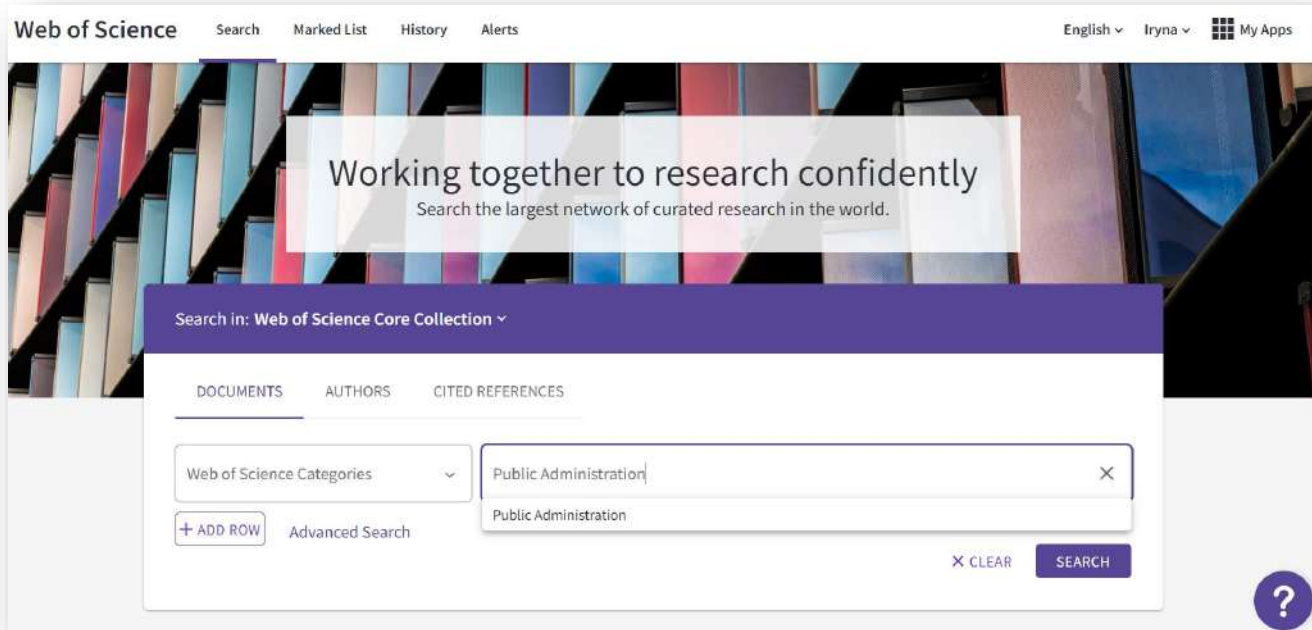 Web of Science Search Marked List History Alerts English Iryna My Apps
Working together to research confidently
Search the largest network of curated research in the world.
Search in: Web of Science Core Collection
DOCUMENTS AUTHORS CITED REFERENCES
Web of Science Categories Public Administration
Public Administration
+ ADD ROW Advanced Search
× CLEAR SEARCH
?